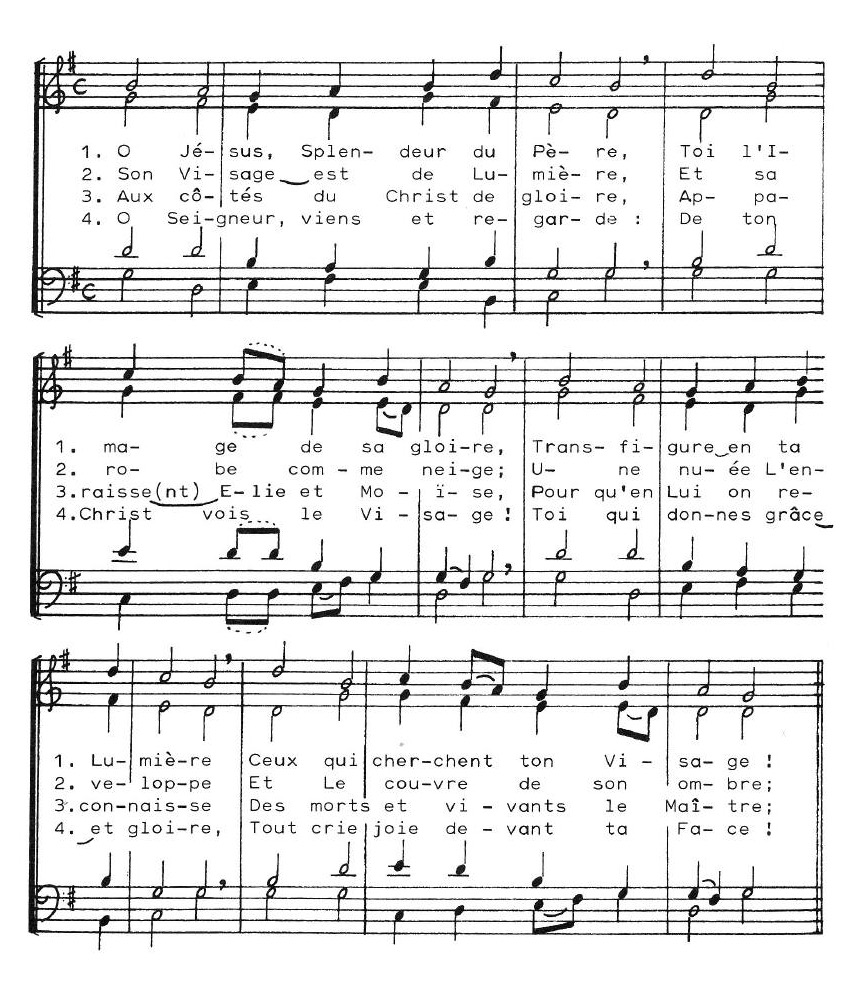 1. O Jé- sus, Splen- deur du Pè- re, Toi l'I-
2. Son Vi- sage est de Lu- miè- re, Et sa
3. Aux cô- tés du Christ de gloi- re, Ap- pa-
4. O Sei- gneur, viens et re- gar- de : De ton
1. ma- ge de sa gloi- re, Trans- fi- gure en ta
2. ro- be com - me nei- ge; U- ne nu- ée L'en-
3. raisse(nt) E- lie et Mo - ï- se, Pour qu'en Lui on re-
4. Christ vois le Vi - sa- ge ! Toi qui don- nes grâce
1. Lu- miè- re Ceux qui cher- chent ton Vi - sa- ge !
2. ve- lop- pe Et Le cou- vre de son om- bre;
3. con- nais- se Des morts et vi - vants le Maî- tre;
4. et gloi- re, Tout crie joie de - vant ta Fa- ce !